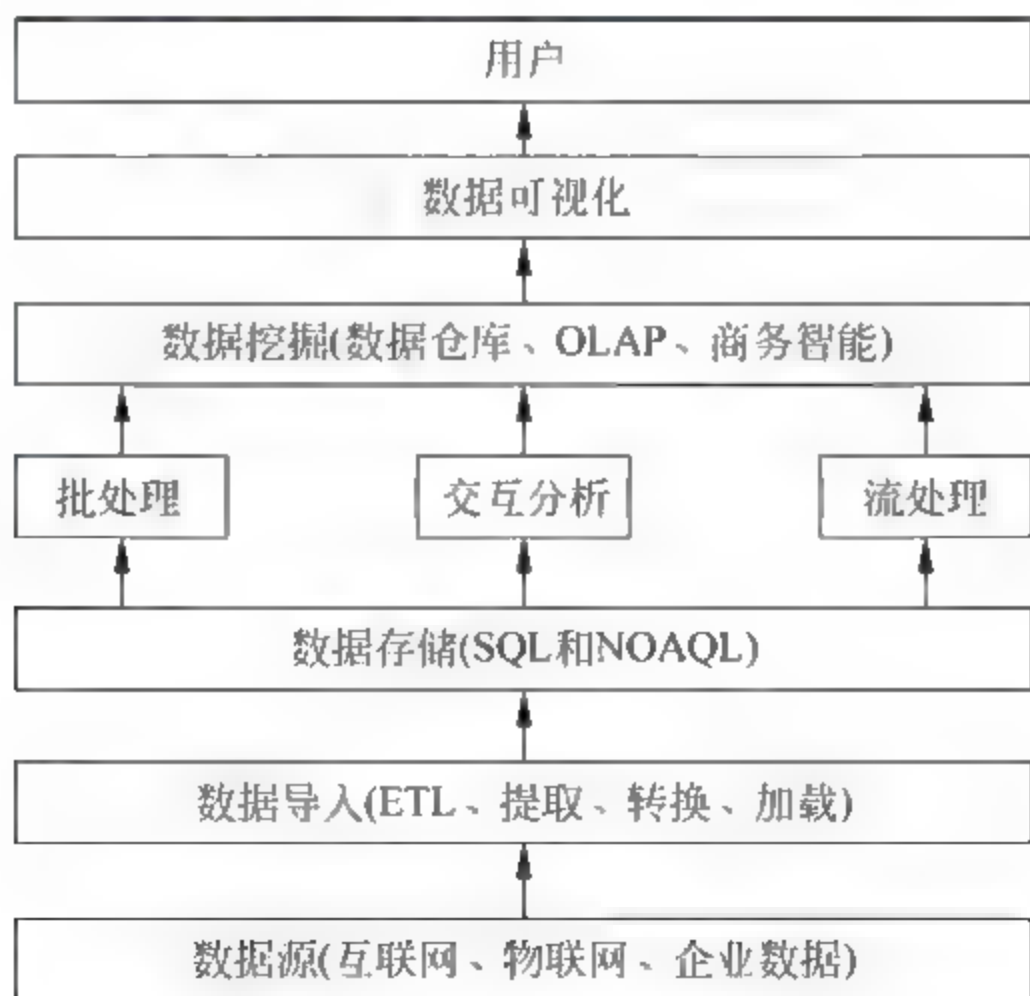 用户
数据可视化
数据挖掘(数据仓库、OLAP、商务智能)
批处理
交互分析
流处理
数据存储(SQL和NOAQL)
数据导入(ETL、提取、转换、加载)
数据源(互联网、物联网、企业数据)